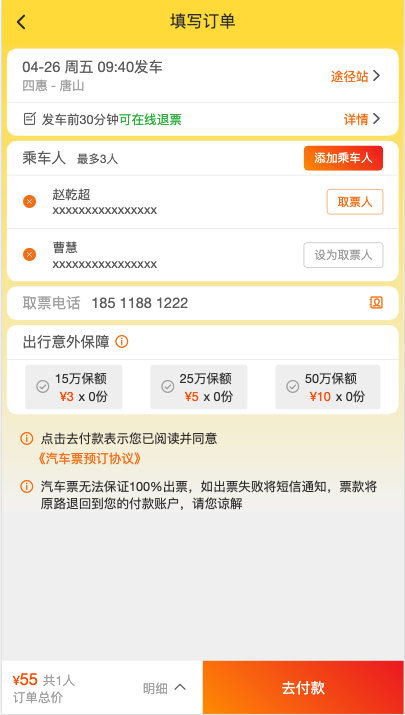 填写订单
04-26 周五 09:40发车
四惠 - 唐山
途径站
发车前30分钟可在线退票
详情
乘车人 最多3人
添加乘车人
赵乾超
xxxxxxxxxxxxxxxx
取票人
曹慧
xxxxxxxxxxxxxxxx
设为取票人
取票电话 185 1188 1222
出行意外保障
15万保额
¥3 x 0份
25万保额
¥5 x 0份
50万保额
¥10 x 0份
点击去付款表示您已阅读并同意
《汽车票预订协议》
汽车票无法保证100%出票，如出票失败将短信通知，票款将
原路退回到您的付款账户，请您谅解
¥55 共1人
订单总价
明细
去付款